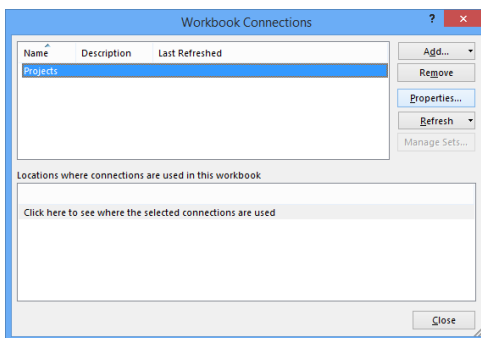 Workbook Connections
?
×
Name Description Last Refreshed
Projects
Add...
Remove
Properties...
Refresh
Manage Sets...
Locations where connections are used in this workbook
Click here to see where the selected connections are used
Close